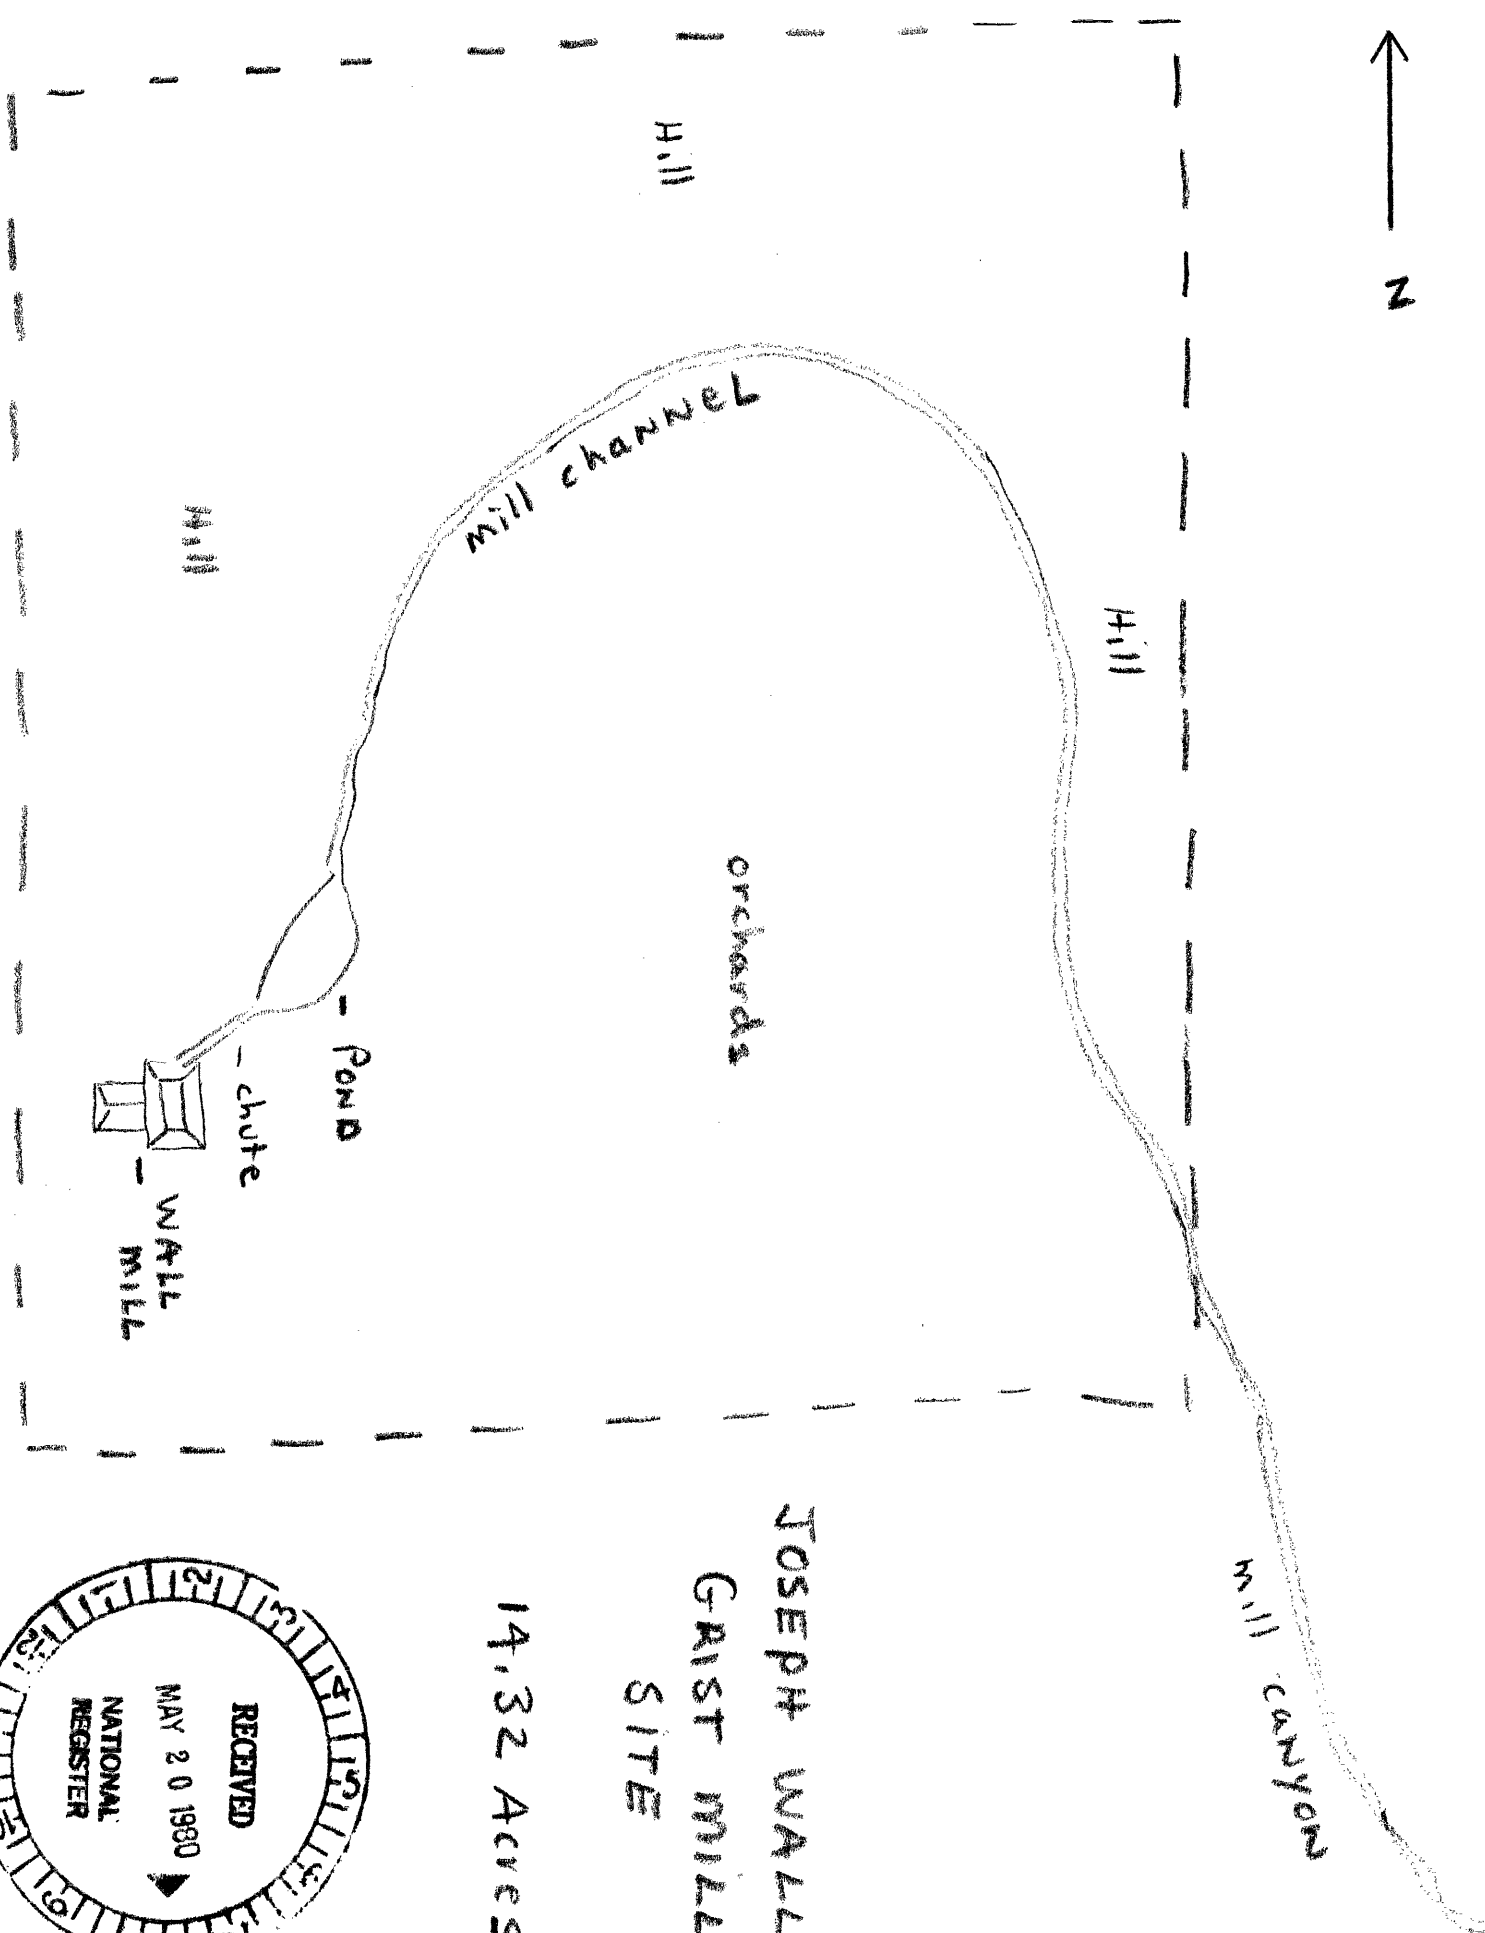 N
Hill
Hill
Hill
mill channel
orchards
Pond
chute
WALL
MILL
mill canyon
JOSEPH WALL
GRIST MILL
SITE
14.32 Acres
RECEIVED
MAY 20 1980
NATIONAL
REGISTER